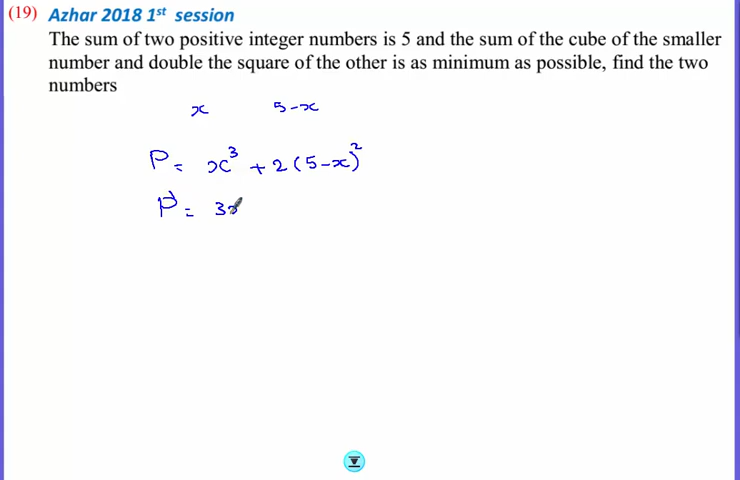 (19) Azhar 2018 1st session
The sum of two positive integer numbers is 5 and the sum of the cube of the smaller
number and double the square of the other is as minimum as possible, find the two
numbers
x 5-x
P = x³ + 2(5-x)²
P' = 3x